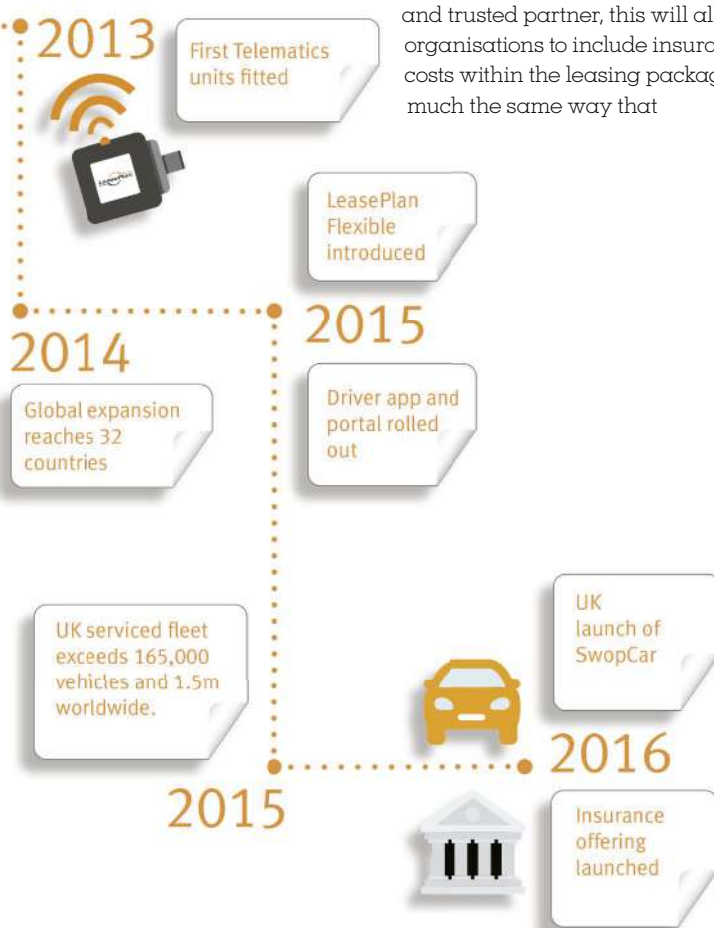 and trusted partner, this will al
organisations to include insura
costs within the leasing packag
much the same way that
2013
First Telematics
units fitted
LeasePlan
LeasePlan
Flexible
introduced
2014
2015
Global expansion
reaches 32
countries
Driver app and
portal rolled
out
UK serviced fleet
exceeds 165,000
vehicles and 1.5m
worldwide.
2015
UK
launch of
SwopCar
2016
Insurance
offering
launched